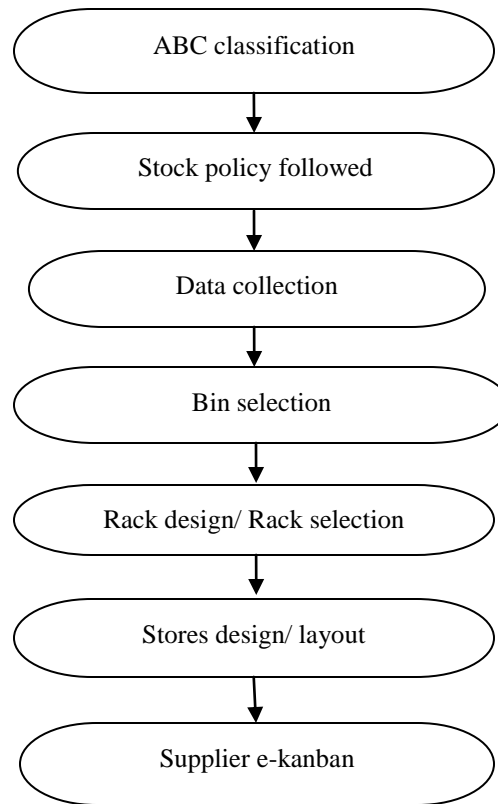 ABC classification
Stock policy followed
Data collection
Bin selection
Rack design/ Rack selection
Stores design/ layout
Supplier e-kanban